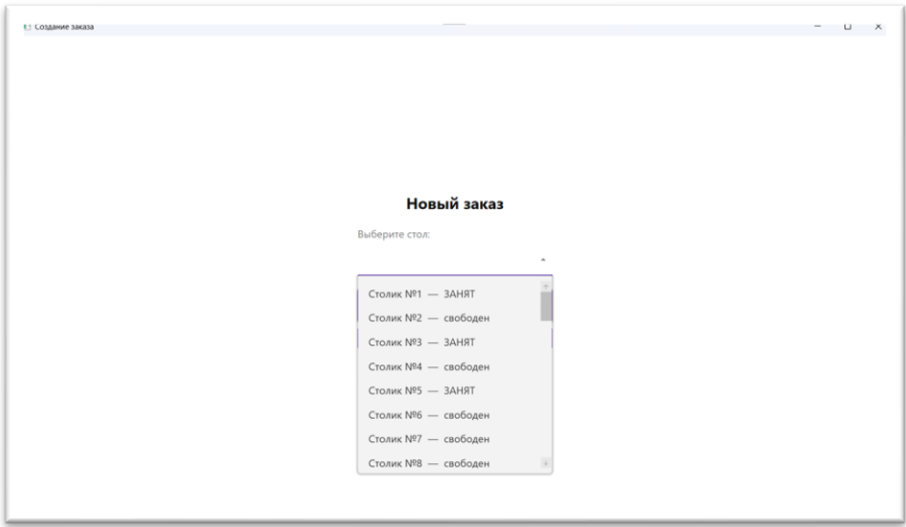 Создание заказа
Новый заказ
Выберите стол:
Столик №1 — ЗАНЯТ
Столик №2 — свободен
Столик №3 — ЗАНЯТ
Столик №4 — свободен
Столик №5 — ЗАНЯТ
Столик №6 — свободен
Столик №7 — свободен
Столик №8 — свободен